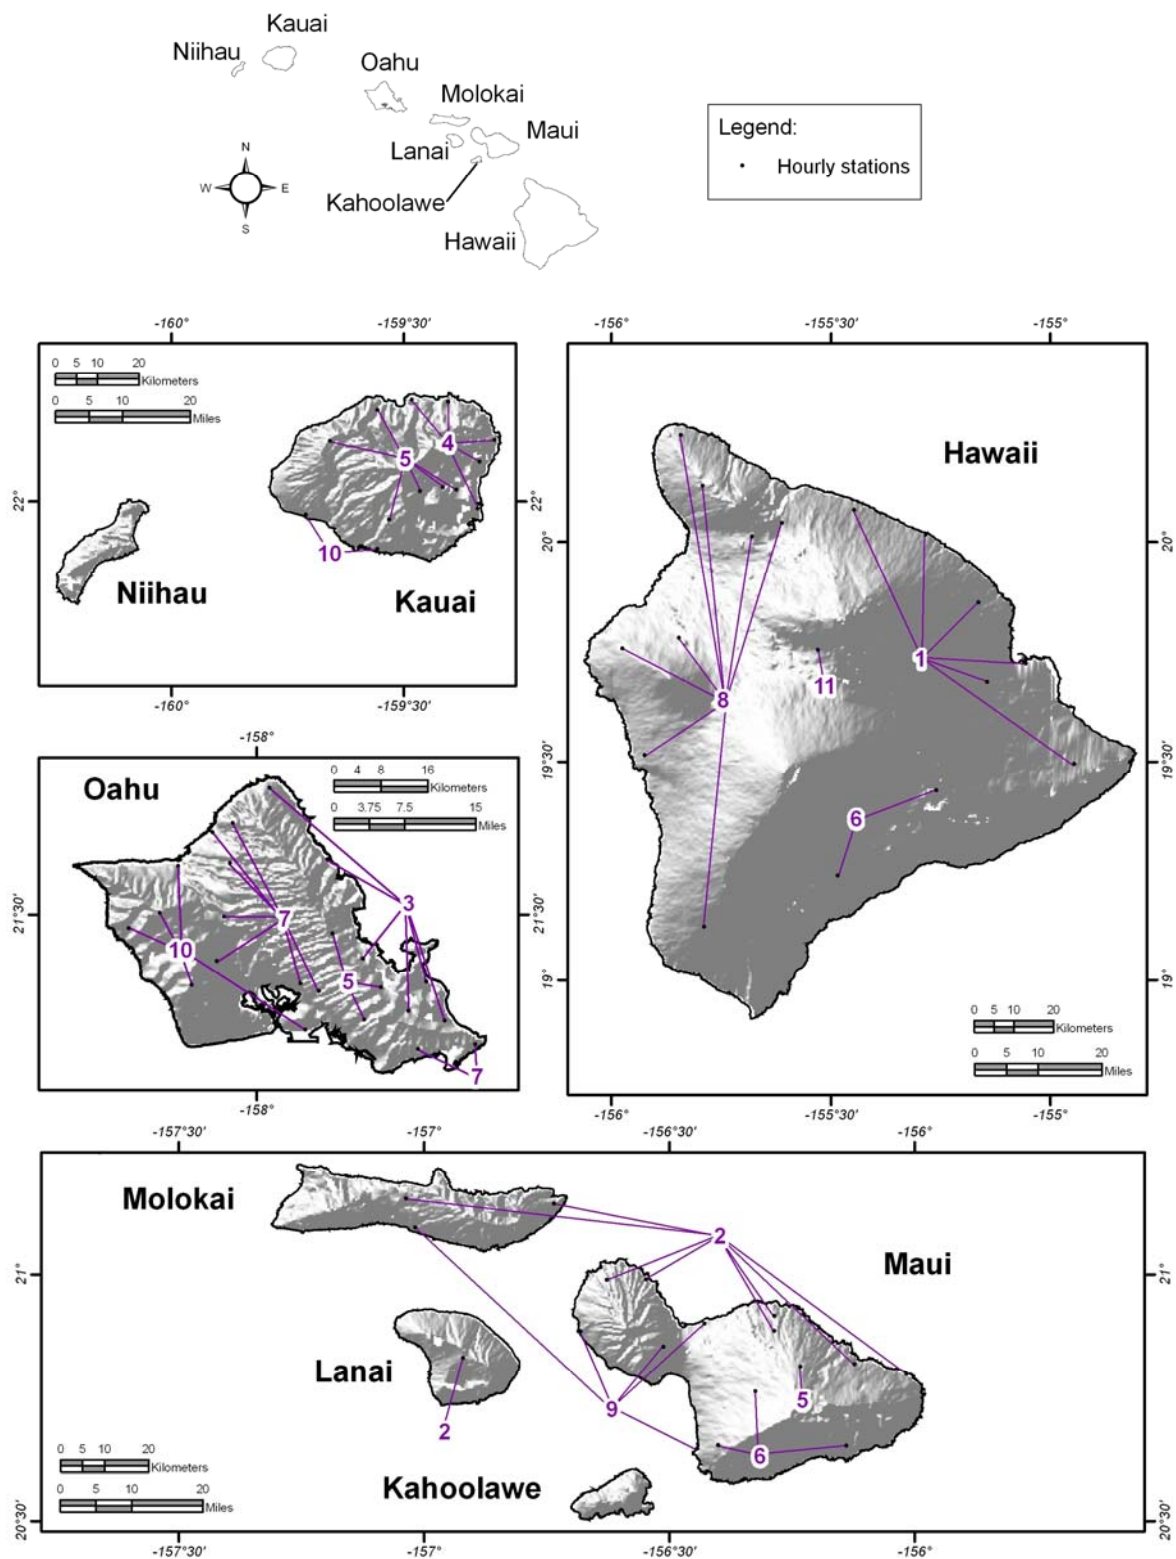 Kauai
Niihau
Oahu
Molokai
Maui
Lanai
Kahoolawe
Hawaii
N
W E
S
Legend:
Hourly stations
-160° -159°30'
0 5 10 20
Kilometers
0 5 10 20
Miles
4
5
22° 22°
10
Niihau
Kauai
-160° -159°30'
-156° -155°30' -155°
Hawaii
20° 20°
1
11
8
19°30' 19°30'
6
19° 19°
0 5 10 20
Kilometers
0 5 10 20
Miles
-156° -155°30' -155°
-158°
Oahu
0 4 8 16
Kilometers
0 3.75 7.5 15
Miles
3
21°30' 21°30'
7
10
5
7
-158°
-157°30' -157° -156°30' -156°
Molokai
2
Maui
21° 21°
Lanai
5
9
2
6
0 5 10 20
Kilometers
Kahoolawe
0 5 10 20
Miles
20°30' 20°30'
-157°30' -157° -156°30' -156°